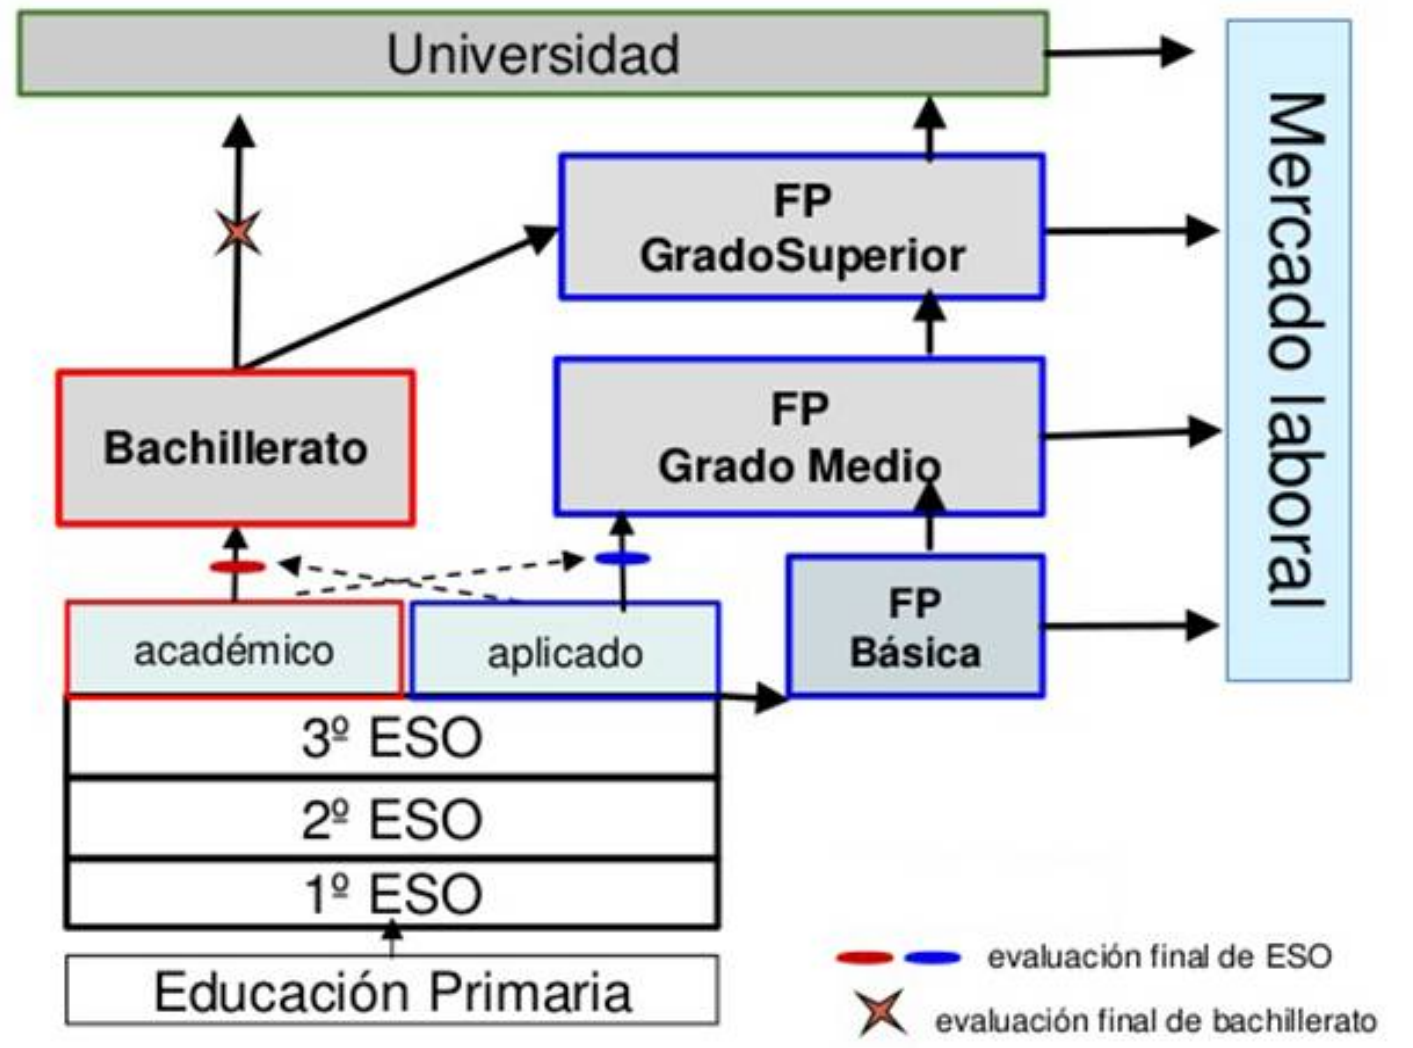 Universidad
Mercado laboral
FP
GradoSuperior
FP
Grado Medio
Bachillerato
FP
Básica
académico
aplicado
3º ESO
2º ESO
1º ESO
Educación Primaria
evaluación final de ESO
evaluación final de bachillerato